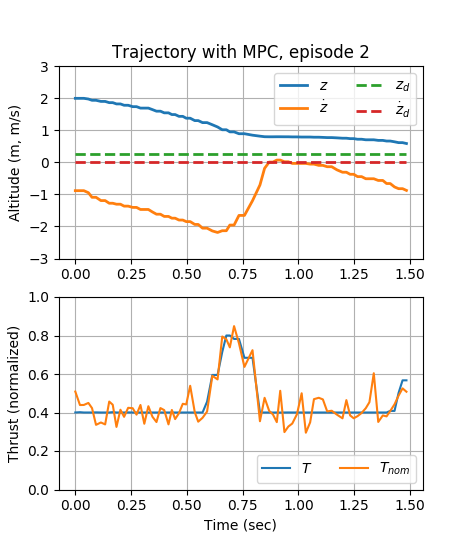 Trajectory with MPC, episode 2
Altitude (m, m/s)
3
2
1
0
−1
−2
−3
z
ż
z_d
ż_d
0.00 0.25 0.50 0.75 1.00 1.25 1.50
Thrust (normalized)
1.0
0.8
0.6
0.4
0.2
0.0
T
T_nom
0.00 0.25 0.50 0.75 1.00 1.25 1.50
Time (sec)